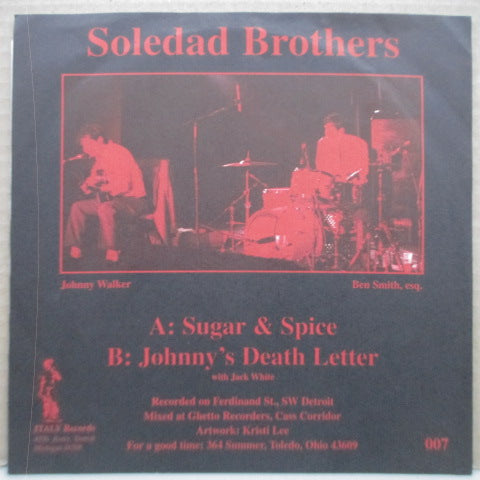 Soledad Brothers
Johnny Walker
Ben Smith, esq.
A: Sugar & Spice
B: Johnny's Death Letter
with Jack White
Recorded on Ferdinand St., SW Detroit
Mixed at Ghetto Recorders, Cass Corridor
Artwork: Kristi Lee
For a good time: 364 Summer, Toledo, Ohio 43609
ITALY Records
Detroit
Michigan
007